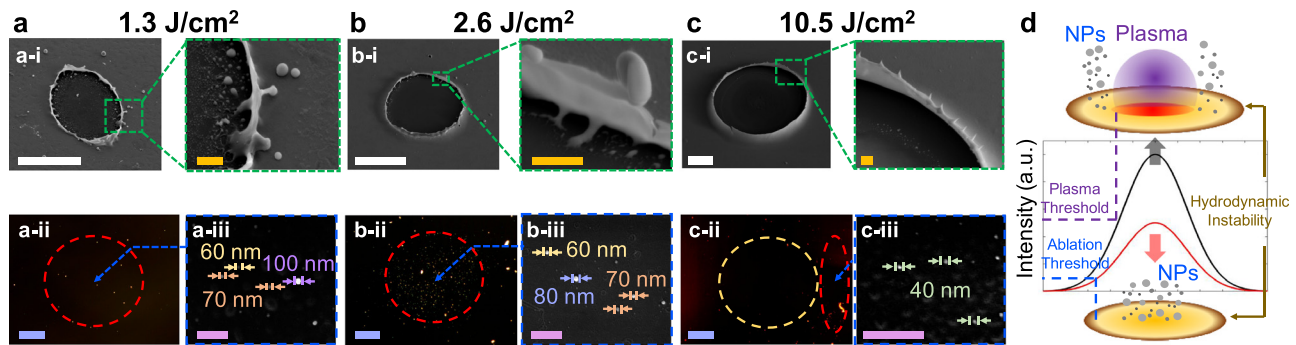 a 1.3 J/cm²
b 2.6 J/cm²
c 10.5 J/cm²
d
a-i
b-i
c-i
NPs Plasma
a-ii
a-iii
60 nm
100 nm
70 nm
b-ii
b-iii
60 nm
70 nm
80 nm
c-ii
c-iii
40 nm
Intensity (a.u.)
Plasma
Threshold
Ablation
Threshold
NPs
Hydrodynamic
Instability